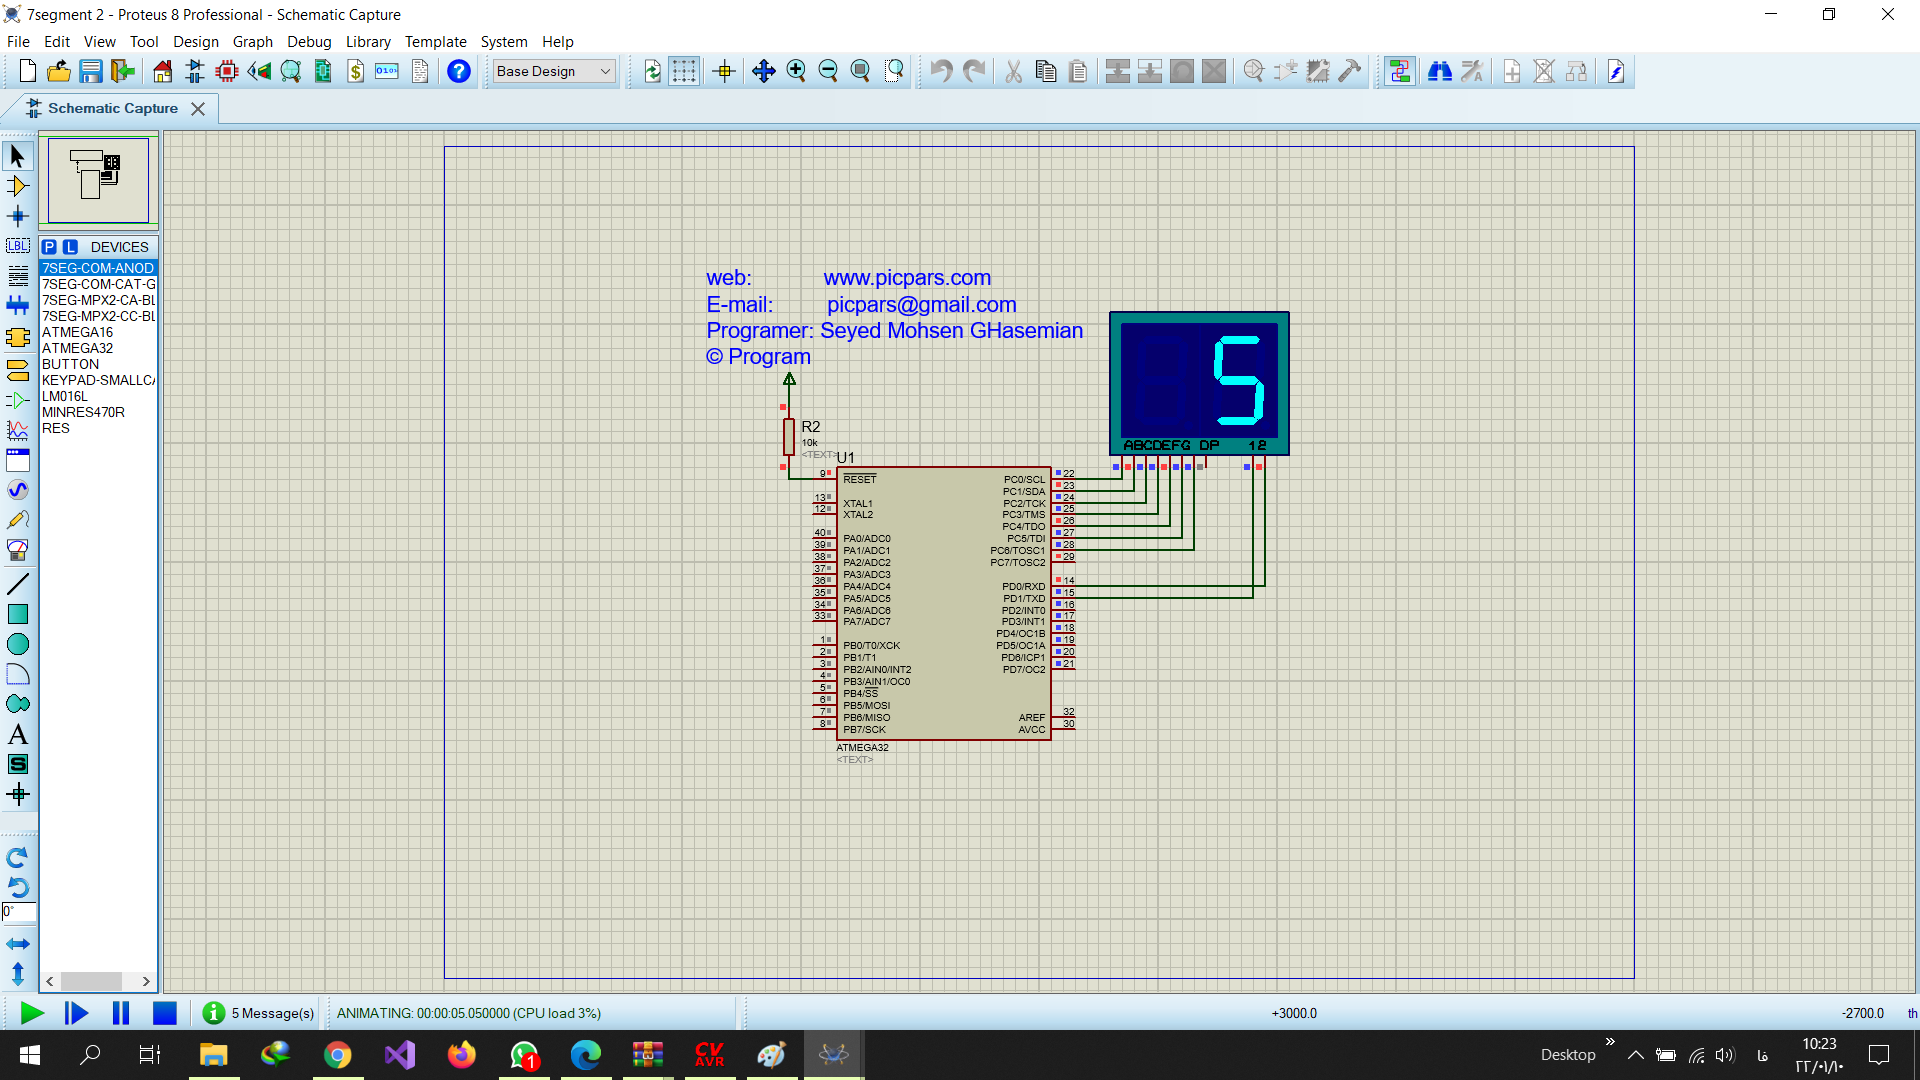 7segment 2 - Proteus 8 Professional - Schematic Capture
File Edit View Tool Design Graph Debug Library Template System Help
Base Design
Schematic Capture
P L DEVICES
7SEG-COM-ANOD
7SEG-COM-CAT-G
7SEG-MPX2-CA-BL
7SEG-MPX2-CC-BL
ATMEGA16
ATMEGA32
BUTTON
KEYPAD-SMALLCA
LM016L
MINRES470R
RES
LBL
A
S
0°
web: www.picpars.com
E-mail: picpars@gmail.com
Programer: Seyed Mohsen GHasemian
© Program
5
ABCDEFG DP 12
R2
10k
<TEXT>
U1
9 RESET
13 XTAL1
12 XTAL2
40 PA0/ADC0
39 PA1/ADC1
38 PA2/ADC2
37 PA3/ADC3
36 PA4/ADC4
35 PA5/ADC5
34 PA6/ADC6
33 PA7/ADC7
1 PB0/T0/XCK
2 PB1/T1
3 PB2/AIN0/INT2
4 PB3/AIN1/OC0
5 PB4/SS
6 PB5/MOSI
7 PB6/MISO
8 PB7/SCK
PC0/SCL 22
PC1/SDA 23
PC2/TCK 24
PC3/TMS 25
PC4/TDO 26
PC5/TDI 27
PC6/TOSC1 28
PC7/TOSC2 29
PD0/RXD 14
PD1/TXD 15
PD2/INT0 16
PD3/INT1 17
PD4/OC1B 18
PD5/OC1A 19
PD6/ICP1 20
PD7/OC2 21
AREF 32
AVCC 30
ATMEGA32
<TEXT>
5 Message(s)
ANIMATING: 00:00:05.050000 (CPU load 3%)
+3000.0
-2700.0
th
1
CV
AVR
Desktop
فا
10:23
٢٢/٠١/١٠